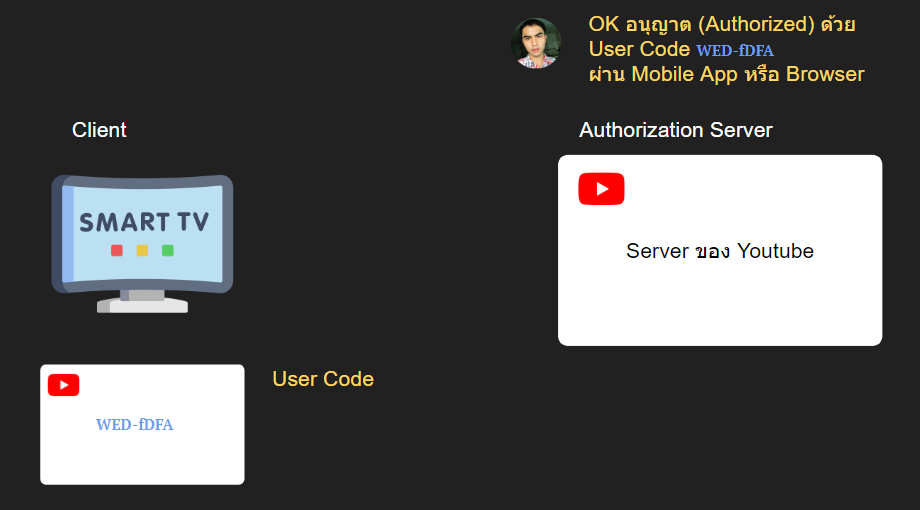 OK อนุญาต (Authorized) ด้วย
User Code WED-fDFA
ผ่าน Mobile App หรือ Browser
Client
Authorization Server
SMART TV
Server ของ Youtube
User Code
WED-fDFA